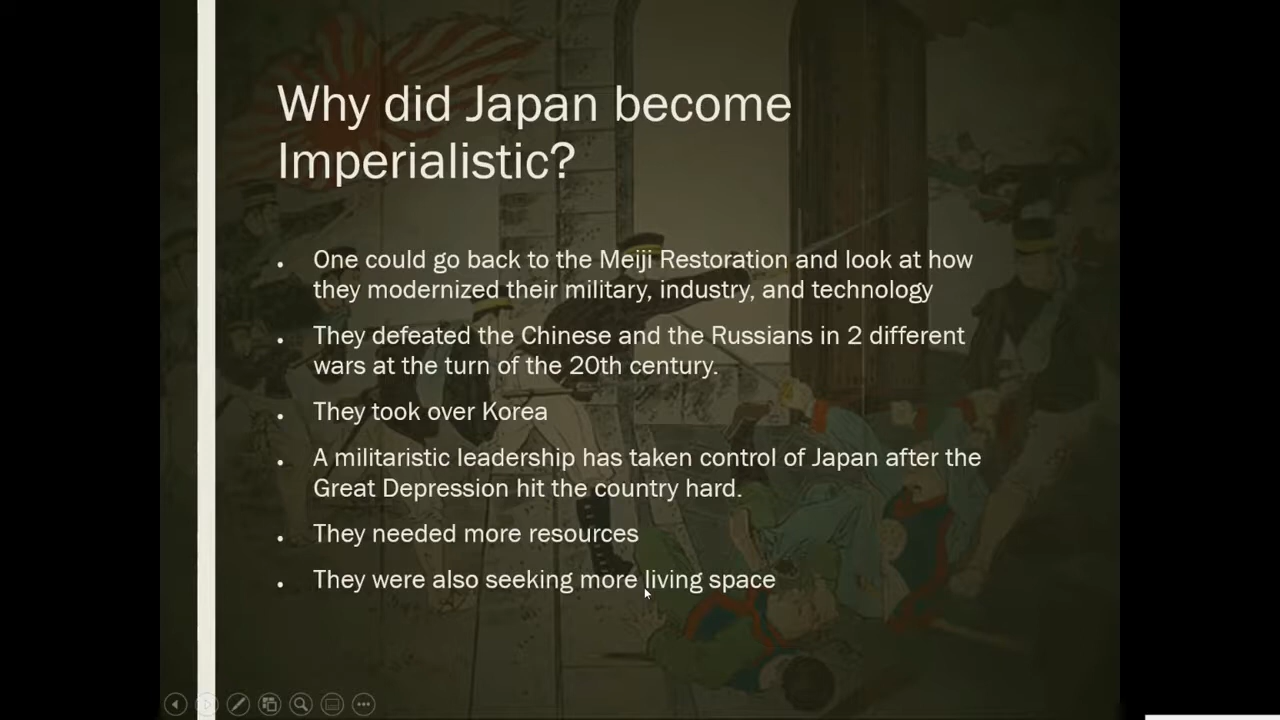 Why did Japan become
Imperialistic?
• One could go back to the Meiji Restoration and look at how
they modernized their military, industry, and technology
• They defeated the Chinese and the Russians in 2 different
wars at the turn of the 20th century.
• They took over Korea
• A militaristic leadership has taken control of Japan after the
Great Depression hit the country hard.
• They needed more resources
• They were also seeking more living space